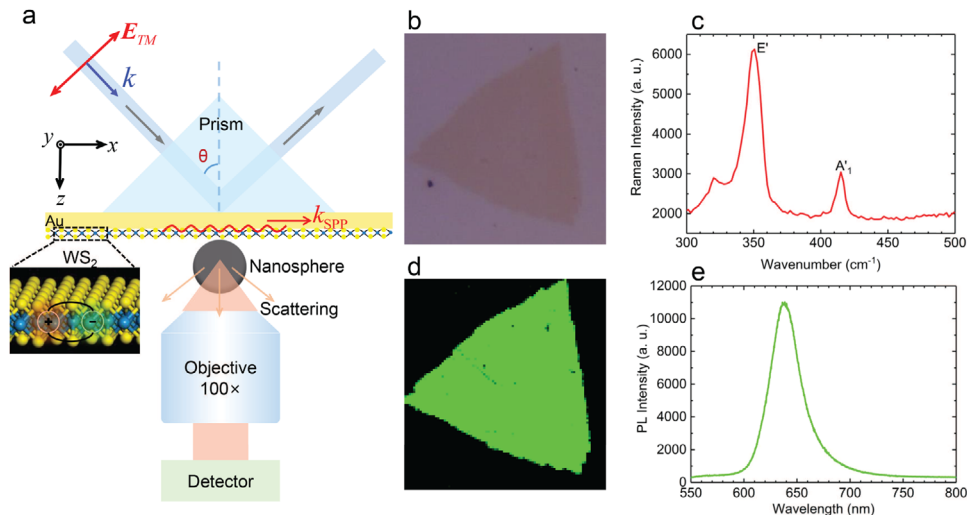 a
E_TM
k
Prism
y
x
z
θ
Au
k_SPP
WS₂
Nanosphere
+
−
Scattering
Objective
100×
Detector
b
c
E'
A'₁
Raman Intensity (a. u.)
6000
5000
4000
3000
2000
300 350 400 450 500
Wavenumber (cm⁻¹)
d
e
PL Intensity (a. u.)
12000
10000
8000
6000
4000
2000
0
550 600 650 700 750 800
Wavelength (nm)